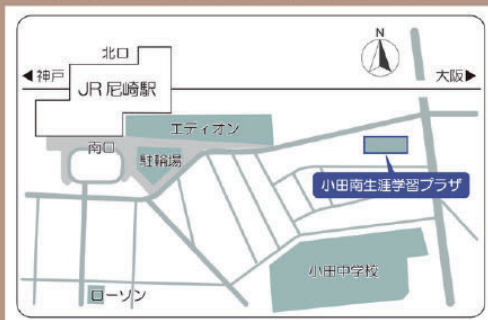 北口
N
◀神戸
JR尼崎駅
大阪▶
エディオン
南口
駐輪場
小田南生涯学習プラザ
小田中学校
ローソン